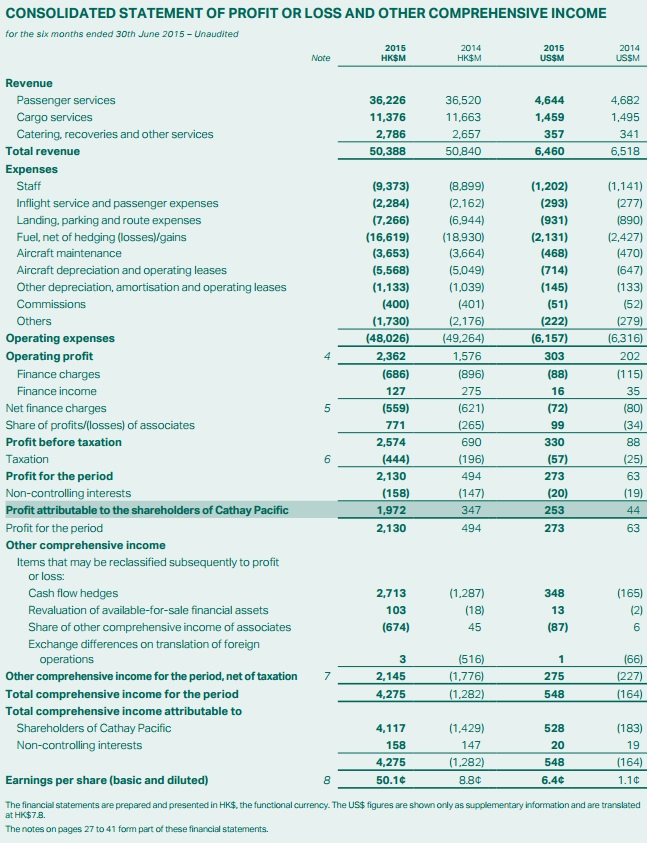 CONSOLIDATED STATEMENT OF PROFIT OR LOSS AND OTHER COMPREHENSIVE INCOME
for the six months ended 30th June 2015 – Unaudited
2015 2014 2015 2014
Note HK$M HK$M US$M US$M
Revenue
Passenger services 36,226 36,520 4,644 4,682
Cargo services 11,376 11,663 1,459 1,495
Catering, recoveries and other services 2,786 2,657 357 341
Total revenue 50,388 50,840 6,460 6,518
Expenses
Staff (9,373) (8,899) (1,202) (1,141)
Inflight service and passenger expenses (2,284) (2,162) (293) (277)
Landing, parking and route expenses (7,266) (6,944) (931) (890)
Fuel, net of hedging (losses)/gains (16,619) (18,930) (2,131) (2,427)
Aircraft maintenance (3,653) (3,664) (468) (470)
Aircraft depreciation and operating leases (5,568) (5,049) (714) (647)
Other depreciation, amortisation and operating leases (1,133) (1,039) (145) (133)
Commissions (400) (401) (51) (52)
Others (1,730) (2,176) (222) (279)
Operating expenses (48,026) (49,264) (6,157) (6,316)
Operating profit 4 2,362 1,576 303 202
Finance charges (686) (896) (88) (115)
Finance income 127 275 16 35
Net finance charges 5 (559) (621) (72) (80)
Share of profits/(losses) of associates 771 (265) 99 (34)
Profit before taxation 2,574 690 330 88
Taxation 6 (444) (196) (57) (25)
Profit for the period 2,130 494 273 63
Non-controlling interests (158) (147) (20) (19)
Profit attributable to the shareholders of Cathay Pacific 1,972 347 253 44
Profit for the period 2,130 494 273 63
Other comprehensive income
Items that may be reclassified subsequently to profit
or loss:
Cash flow hedges 2,713 (1,287) 348 (165)
Revaluation of available-for-sale financial assets 103 (18) 13 (2)
Share of other comprehensive income of associates (674) 45 (87) 6
Exchange differences on translation of foreign
operations 3 (516) 1 (66)
Other comprehensive income for the period, net of taxation 7 2,145 (1,776) 275 (227)
Total comprehensive income for the period 4,275 (1,282) 548 (164)
Total comprehensive income attributable to
Shareholders of Cathay Pacific 4,117 (1,429) 528 (183)
Non-controlling interests 158 147 20 19
4,275 (1,282) 548 (164)
Earnings per share (basic and diluted) 8 50.1¢ 8.8¢ 6.4¢ 1.1¢
The financial statements are prepared and presented in HK$, the functional currency. The US$ figures are shown only as supplementary information and are translated
at HK$7.8.
The notes on pages 27 to 41 form part of these financial statements.